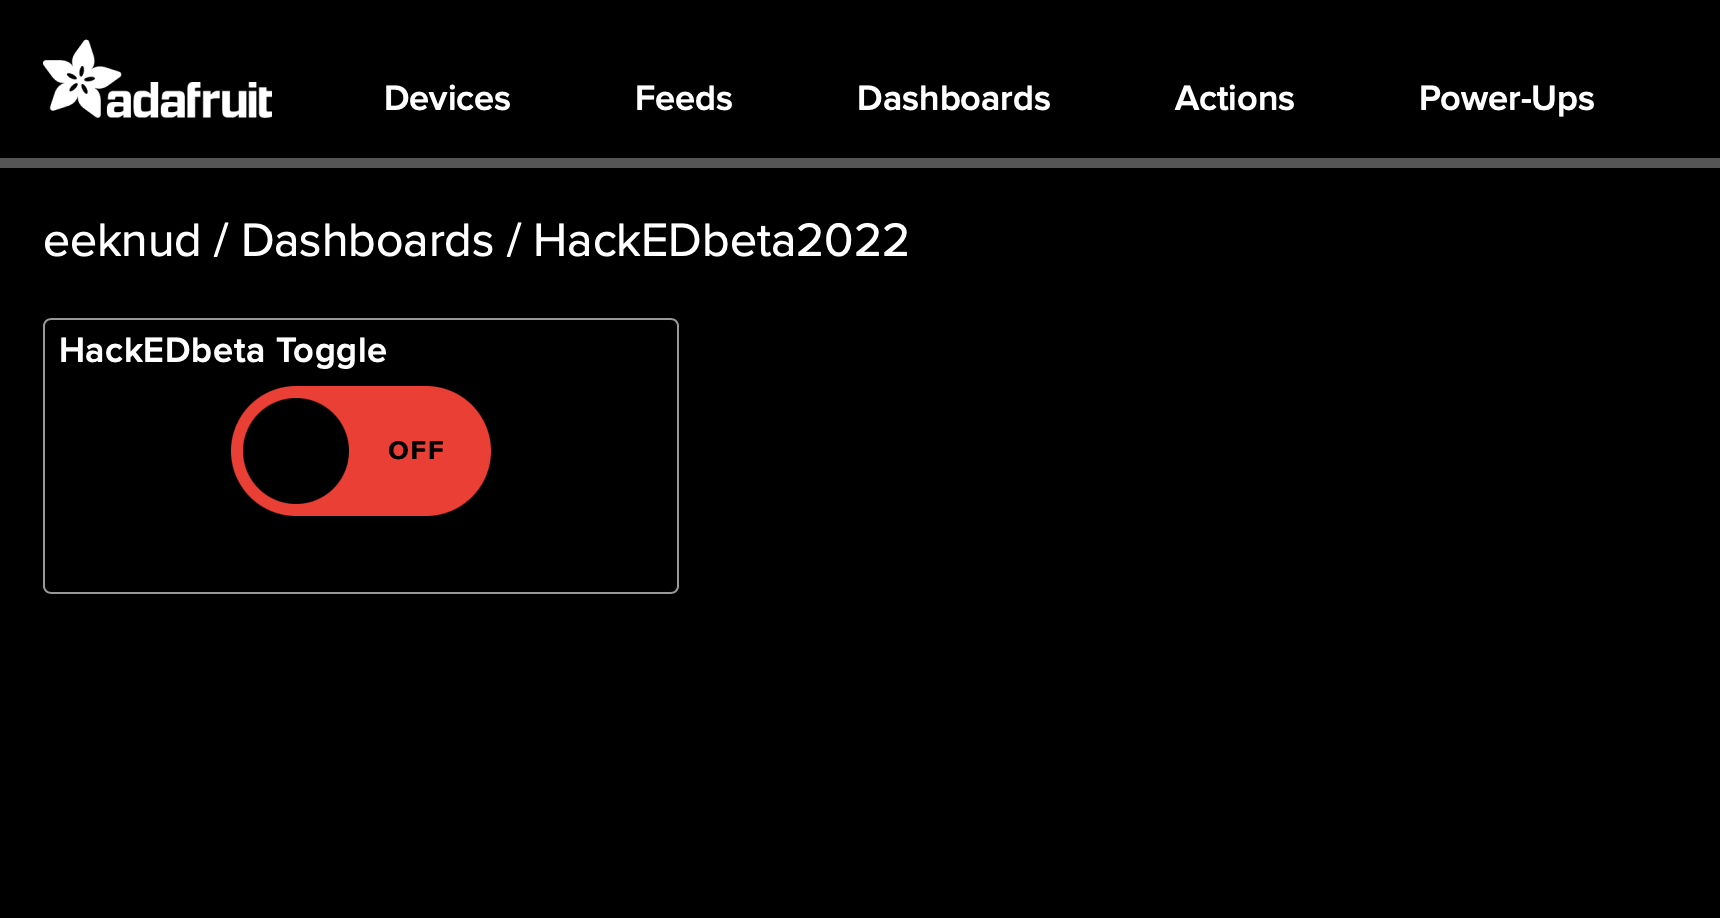 adafruit
Devices Feeds Dashboards Actions Power-Ups
eeknud / Dashboards / HackEDbeta2022
HackEDbeta Toggle
OFF